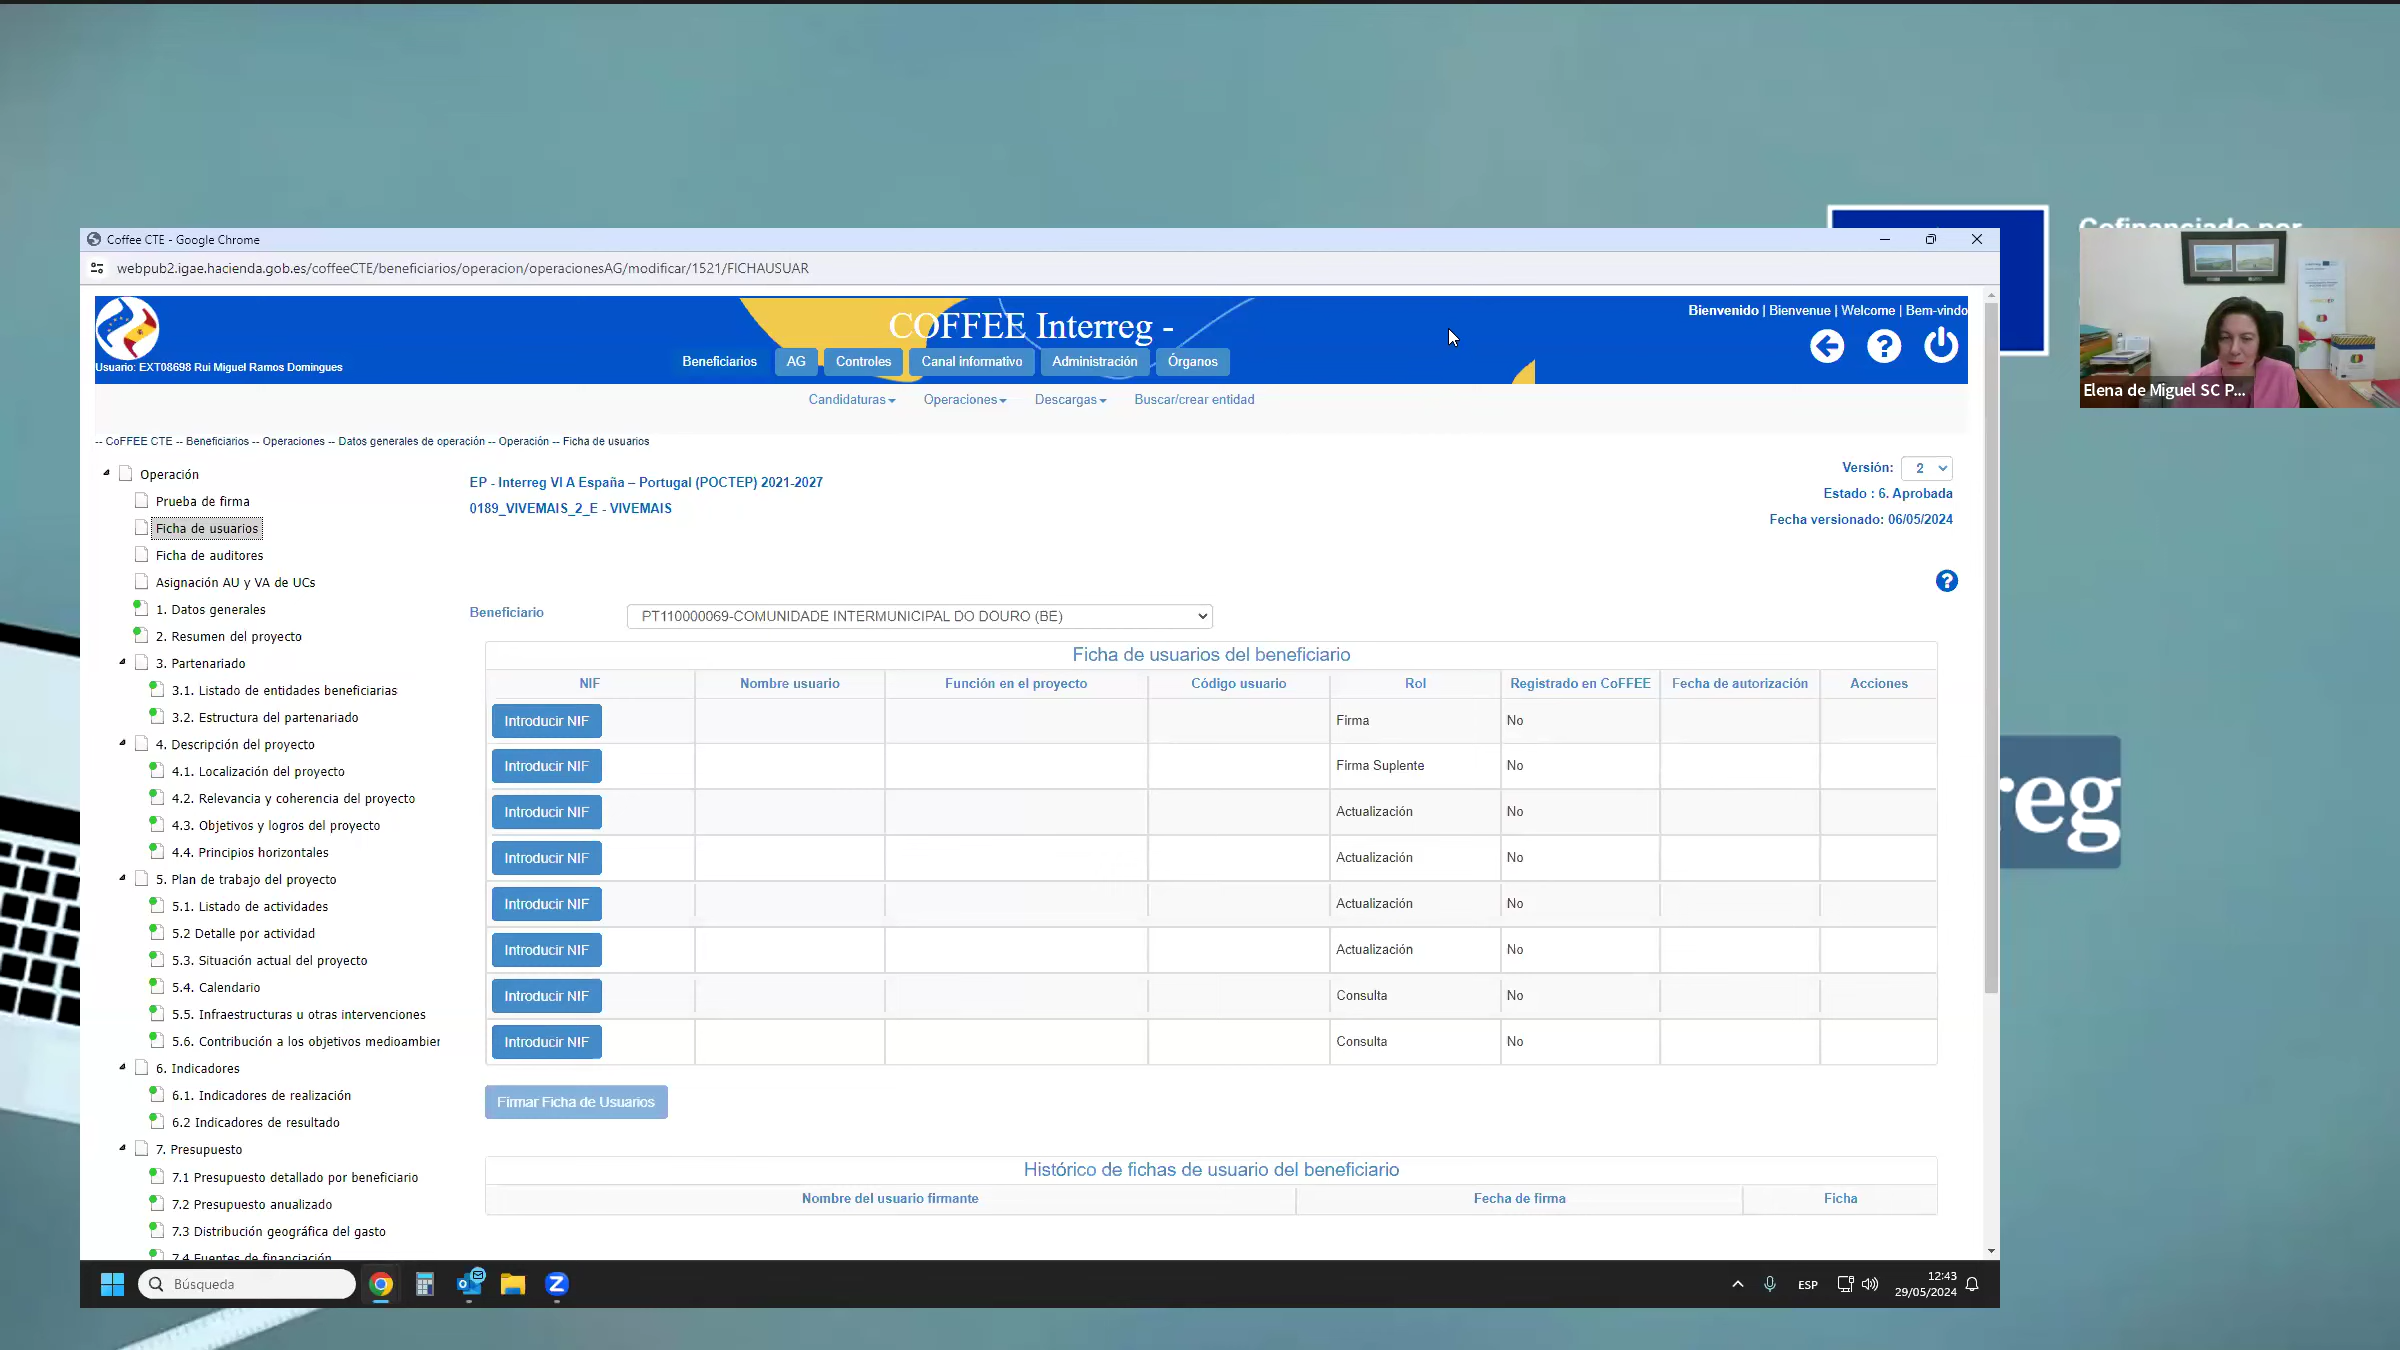 Cofinanciado por
Coffee CTE - Google Chrome
webpub2.igae.hacienda.gob.es/coffeeCTE/beneficiarios/operacion/operacionesAG/modificar/1521/FICHAUSUAR
COFFEE Interreg -
Bienvenido | Bienvenue | Welcome | Bem-vindo
Usuario: EXT08698 Rui Miguel Ramos Domingues
Beneficiarios AG Controles Canal informativo Administración Órganos
Candidaturas Operaciones Descargas Buscar/crear entidad
Elena de Miguel SC P...
-- CoFFEE CTE -- Beneficiarios -- Operaciones -- Datos generales de operación -- Operación -- Ficha de usuarios
Operación
Prueba de firma
Ficha de usuarios
Ficha de auditores
Asignación AU y VA de UCs
1. Datos generales
2. Resumen del proyecto
3. Partenariado
3.1. Listado de entidades beneficiarias
3.2. Estructura del partenariado
4. Descripción del proyecto
4.1. Localización del proyecto
4.2. Relevancia y coherencia del proyecto
4.3. Objetivos y logros del proyecto
4.4. Principios horizontales
5. Plan de trabajo del proyecto
5.1. Listado de actividades
5.2 Detalle por actividad
5.3. Situación actual del proyecto
5.4. Calendario
5.5. Infraestructuras u otras intervenciones
5.6. Contribución a los objetivos medioambier
6. Indicadores
6.1. Indicadores de realización
6.2 Indicadores de resultado
7. Presupuesto
7.1 Presupuesto detallado por beneficiario
7.2 Presupuesto anualizado
7.3 Distribución geográfica del gasto
7.4 Fuentes de financiación
EP - Interreg VI A España – Portugal (POCTEP) 2021-2027
0189_VIVEMAIS_2_E - VIVEMAIS
Versión: 2
Estado : 6. Aprobada
Fecha versionado: 06/05/2024
Beneficiario PT110000069-COMUNIDADE INTERMUNICIPAL DO DOURO (BE)
Ficha de usuarios del beneficiario
NIF Nombre usuario Función en el proyecto Código usuario Rol Registrado en CoFFEE Fecha de autorización Acciones
Introducir NIF Firma No
Introducir NIF Firma Suplente No
Introducir NIF Actualización No
Introducir NIF Actualización No
Introducir NIF Actualización No
Introducir NIF Actualización No
Introducir NIF Consulta No
Introducir NIF Consulta No
Firmar Ficha de Usuarios
Histórico de fichas de usuario del beneficiario
Nombre del usuario firmante Fecha de firma Ficha
reg
Búsqueda
ESP
12:43
29/05/2024